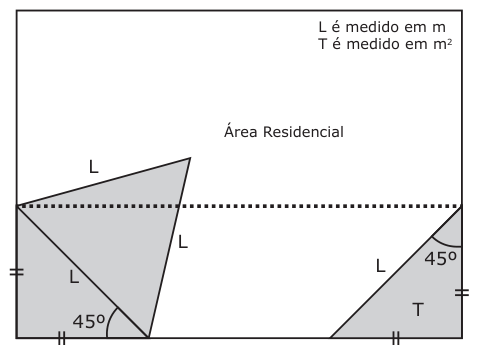 L é medido em m
T é medido em m²
Área Residencial
L
L
L
L
45º
45º
T